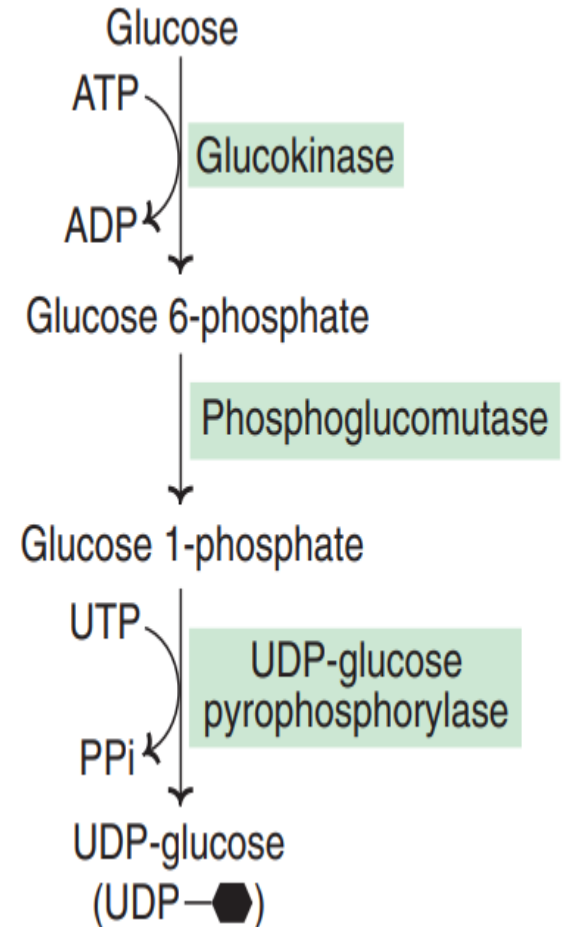 Glucose
ATP
Glucokinase
ADP
Glucose 6-phosphate
Phosphoglucomutase
Glucose 1-phosphate
UTP
UDP-glucose
pyrophosphorylase
PPi
UDP-glucose
(UDP—⬢)